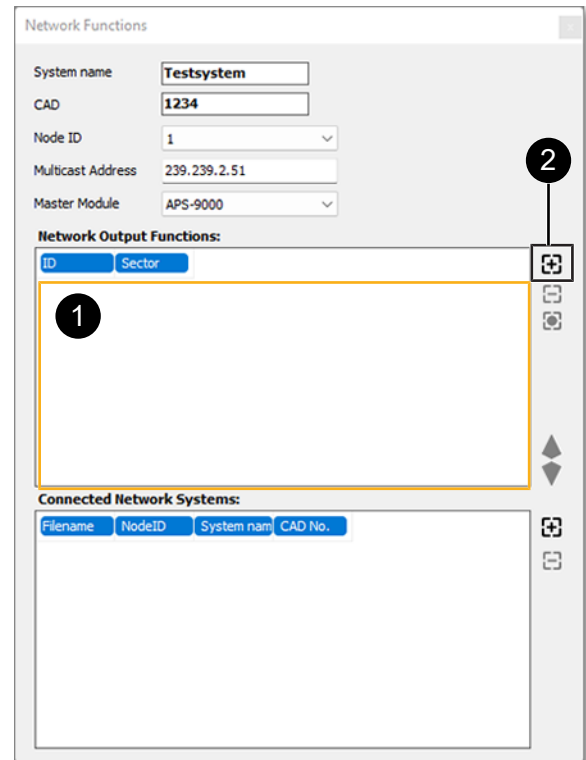 Network Functions
x
System name Testsystem
CAD 1234
Node ID 1
2
Multicast Address 239.239.2.51
Master Module APS-9000
Network Output Functions:
ID Sector
1
Connected Network Systems:
Filename NodeID System nam CAD No.